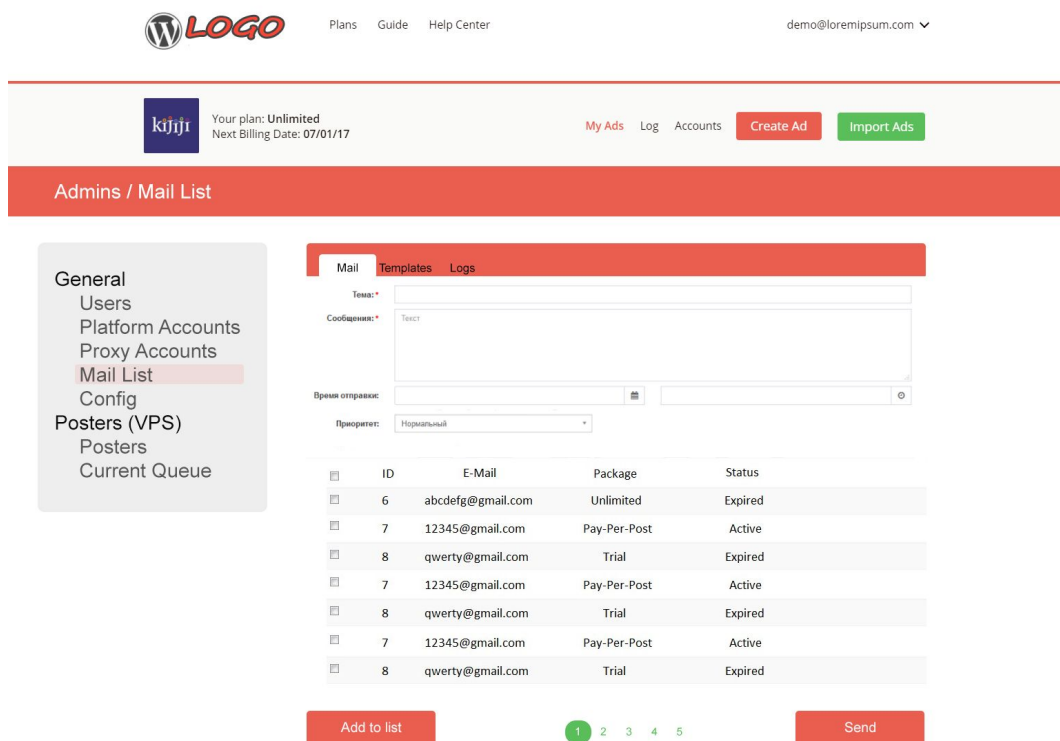 LOGO Plans Guide Help Center demo@loremipsum.com
kijiji
Your plan: Unlimited
Next Billing Date: 07/01/17
My Ads Log Accounts Create Ad Import Ads
Admins / Mail List
General
Users
Platform Accounts
Proxy Accounts
Mail List
Config
Posters (VPS)
Posters
Current Queue
Mail Templates Logs
Тема:*
Сообщения:* Текст
Время отправки:
Приоритет: Нормальный
ID E-Mail Package Status
6 abcdefg@gmail.com Unlimited Expired
7 12345@gmail.com Pay-Per-Post Active
8 qwerty@gmail.com Trial Expired
7 12345@gmail.com Pay-Per-Post Active
8 qwerty@gmail.com Trial Expired
7 12345@gmail.com Pay-Per-Post Active
8 qwerty@gmail.com Trial Expired
Add to list 1 2 3 4 5 Send